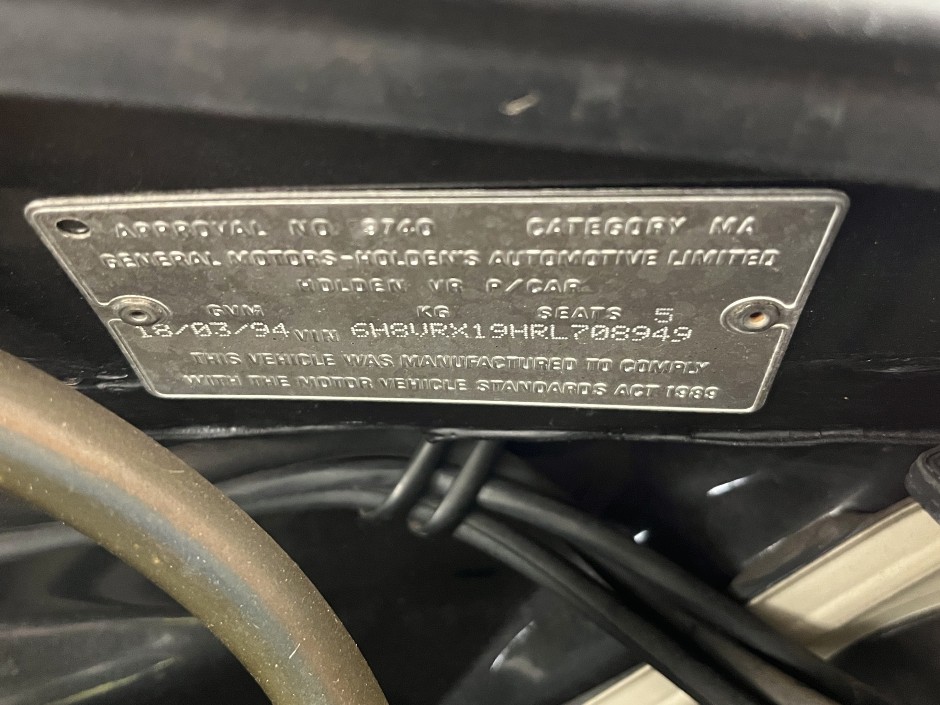 APPROVAL NO. 3740 CATEGORY MA
GENERAL MOTORS-HOLDEN'S AUTOMOTIVE LIMITED
HOLDEN VR P/CAR
GVM KG SEATS 5
18/03/94 VIN 6H8VRX19HRL708949
THIS VEHICLE WAS MANUFACTURED TO COMPLY
WITH THE MOTOR VEHICLE STANDARDS ACT 1989